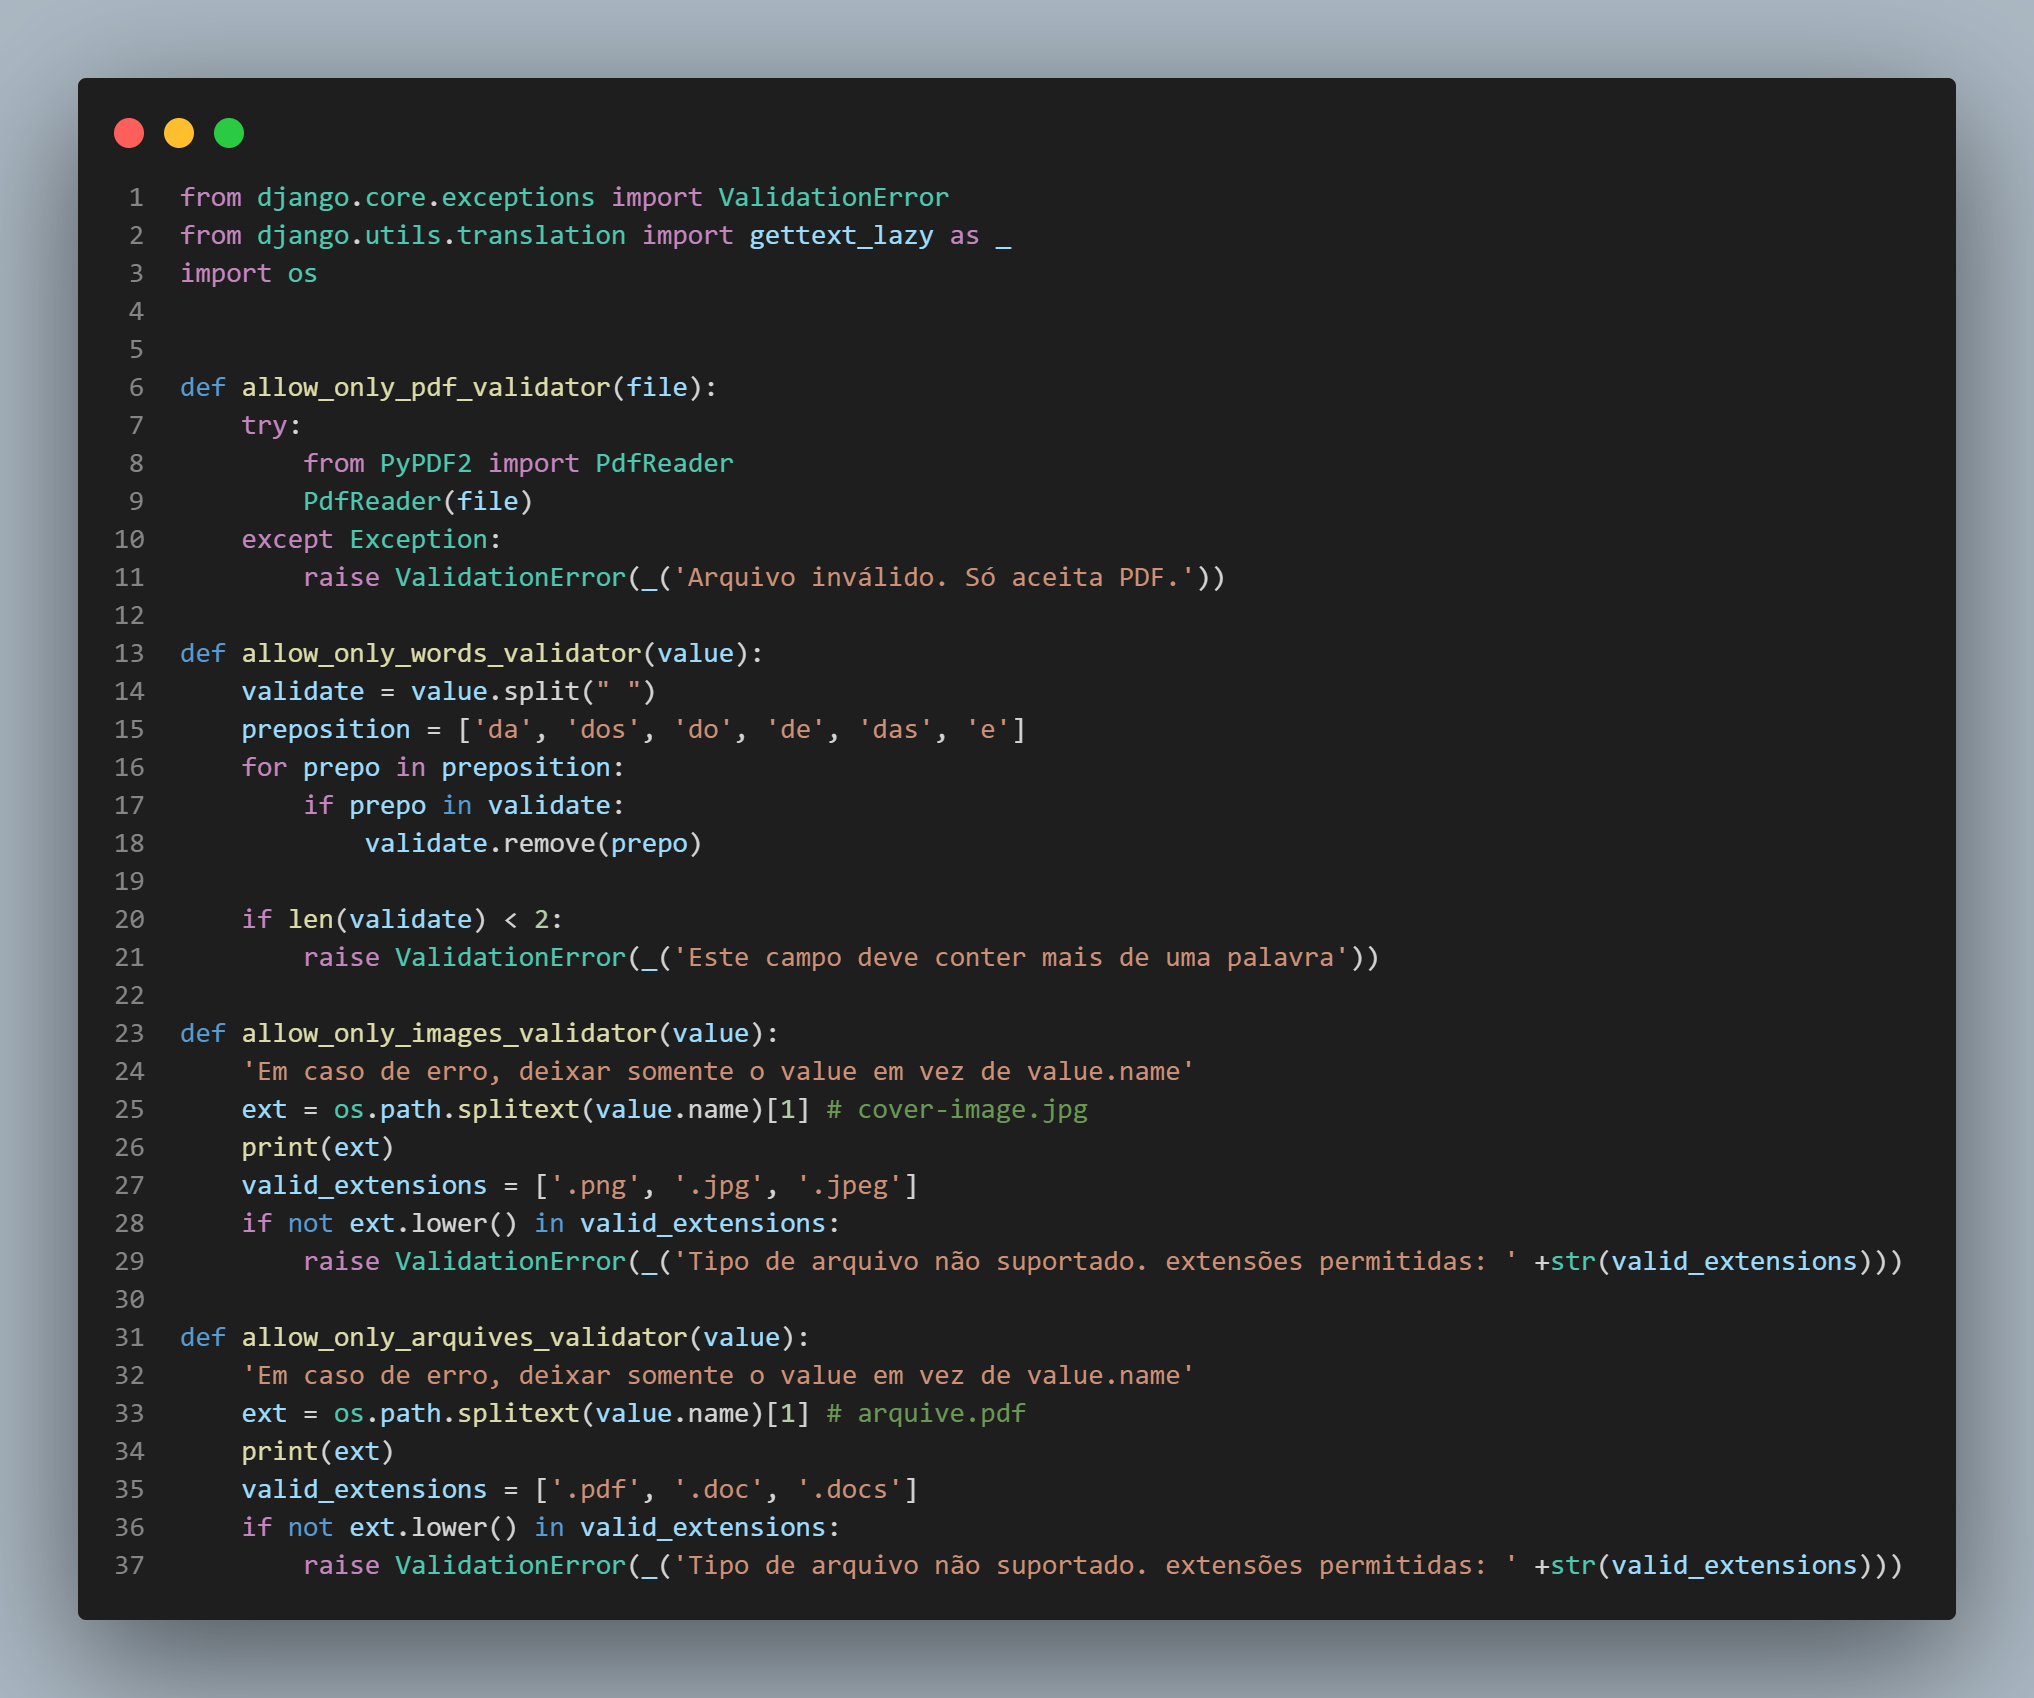 1 from django.core.exceptions import ValidationError
2 from django.utils.translation import gettext_lazy as _
3 import os
4
5
6 def allow_only_pdf_validator(file):
7     try:
8         from PyPDF2 import PdfReader
9         PdfReader(file)
10     except Exception:
11         raise ValidationError(_('Arquivo inválido. Só aceita PDF.'))
12
13 def allow_only_words_validator(value):
14     validate = value.split(" ")
15     preposition = ['da', 'dos', 'do', 'de', 'das', 'e']
16     for prepo in preposition:
17         if prepo in validate:
18             validate.remove(prepo)
19
20     if len(validate) < 2:
21         raise ValidationError(_('Este campo deve conter mais de uma palavra'))
22
23 def allow_only_images_validator(value):
24     'Em caso de erro, deixar somente o value em vez de value.name'
25     ext = os.path.splitext(value.name)[1] # cover-image.jpg
26     print(ext)
27     valid_extensions = ['.png', '.jpg', '.jpeg']
28     if not ext.lower() in valid_extensions:
29         raise ValidationError(_('Tipo de arquivo não suportado. extensões permitidas: ' +str(valid_extensions)))
30
31 def allow_only_arquives_validator(value):
32     'Em caso de erro, deixar somente o value em vez de value.name'
33     ext = os.path.splitext(value.name)[1] # arquive.pdf
34     print(ext)
35     valid_extensions = ['.pdf', '.doc', '.docs']
36     if not ext.lower() in valid_extensions:
37         raise ValidationError(_('Tipo de arquivo não suportado. extensões permitidas: ' +str(valid_extensions)))